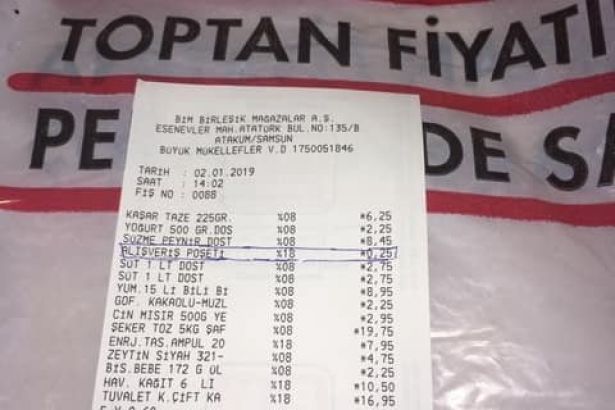 TOPTAN FİYATI
PE DE SA
BİM BİRLEŞİK MAĞAZALAR A.Ş.
ESENEVLER MAH.ATATÜRK BUL.NO:135/B
ATAKUM/SAMSUN
BÜYÜK MÜKELLEFLER V.D 1750051846
TARİH : 02.01.2019
SAAT : 14:02
FİŞ NO : 0088
KAŞAR TAZE 225GR. %08 *6,25
YOĞURT 500 GR.DOS %08 *2,25
SÜZME PEYNİR DOST %08 *8,45
ALIŞVERİŞ POŞETİ %18 *0,25
SÜT 1 LT DOST %08 *2,75
SÜT 1 LT DOST %08 *2,75
YUM.15 Lİ BİLİ Bİ %08 *8,95
GOF. KAKAOLU-MUZL %08 *2,25
CİN MISIR 500G YE %08 *2,95
ŞEKER TOZ 5KG ŞAF %08 *19,75
ENRJ.TAS.AMPUL 20 %18 *7,95
ZEYTİN SİYAH 321- %08 *4,75
BİS.BEBE 172 G ÜL %08 *2,25
HAV. KAĞIT 6 LI %18 *10,50
TUVALET K.ÇİFT KA %18 *16,95